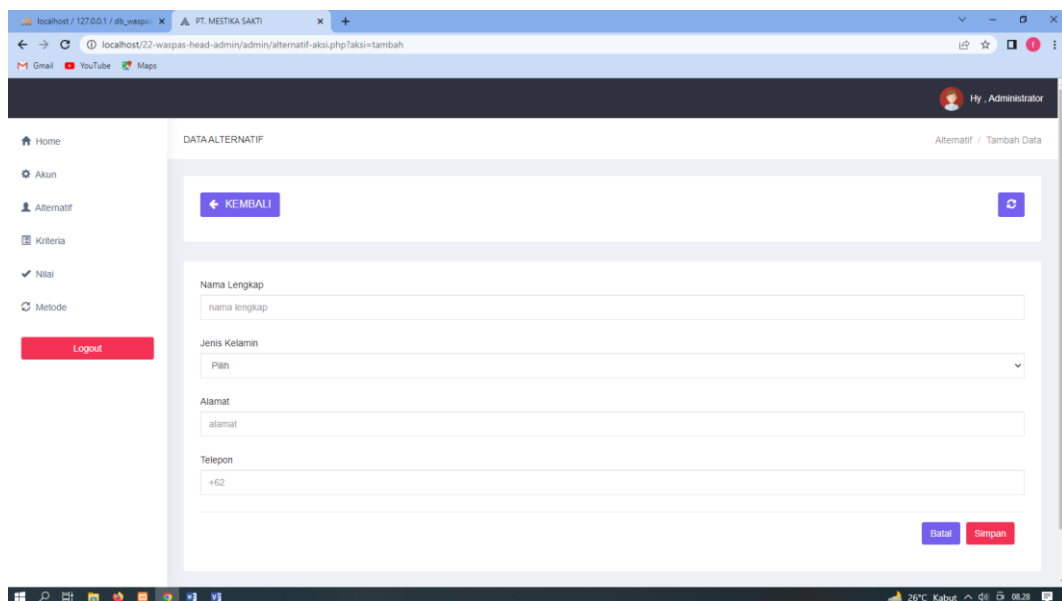 localhost / 127.0.0.1 / db_waspas
PT. MESTIKA SAKTI
localhost/22-waspas-head-admin/admin/alternatif-aksi.php?aksi=tambah
Gmail YouTube Maps
Hy , Administrator
Home
Akun
Alternatif
Kriteria
Nilai
Metode
Logout
DATA ALTERNATIF
Alternatif / Tambah Data
KEMBALI
Nama Lengkap
nama lengkap
Jenis Kelamin
Pilih
Alamat
alamat
Telepon
+62
Batal Simpan
26°C Kabut 08.28